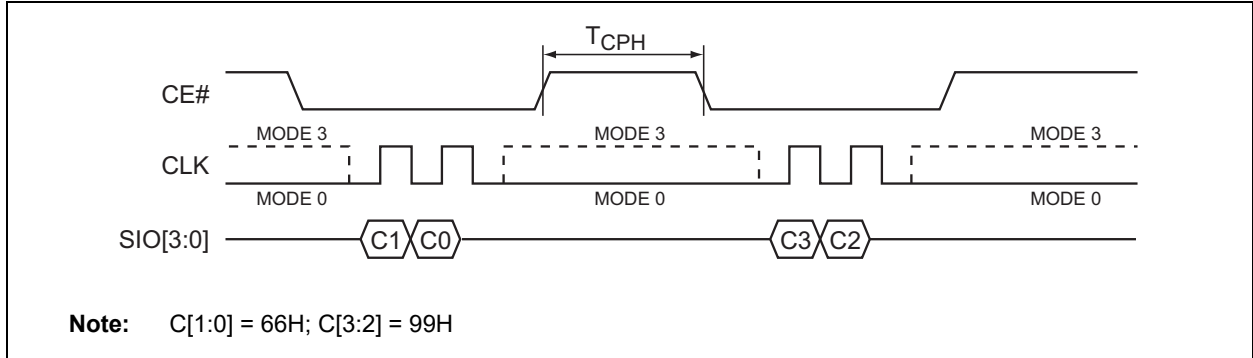 TCPH
CE#
MODE 3 MODE 3 MODE 3
CLK
MODE 0 MODE 0 MODE 0
SIO[3:0] C1 C0 C3 C2
Note: C[1:0] = 66H; C[3:2] = 99H